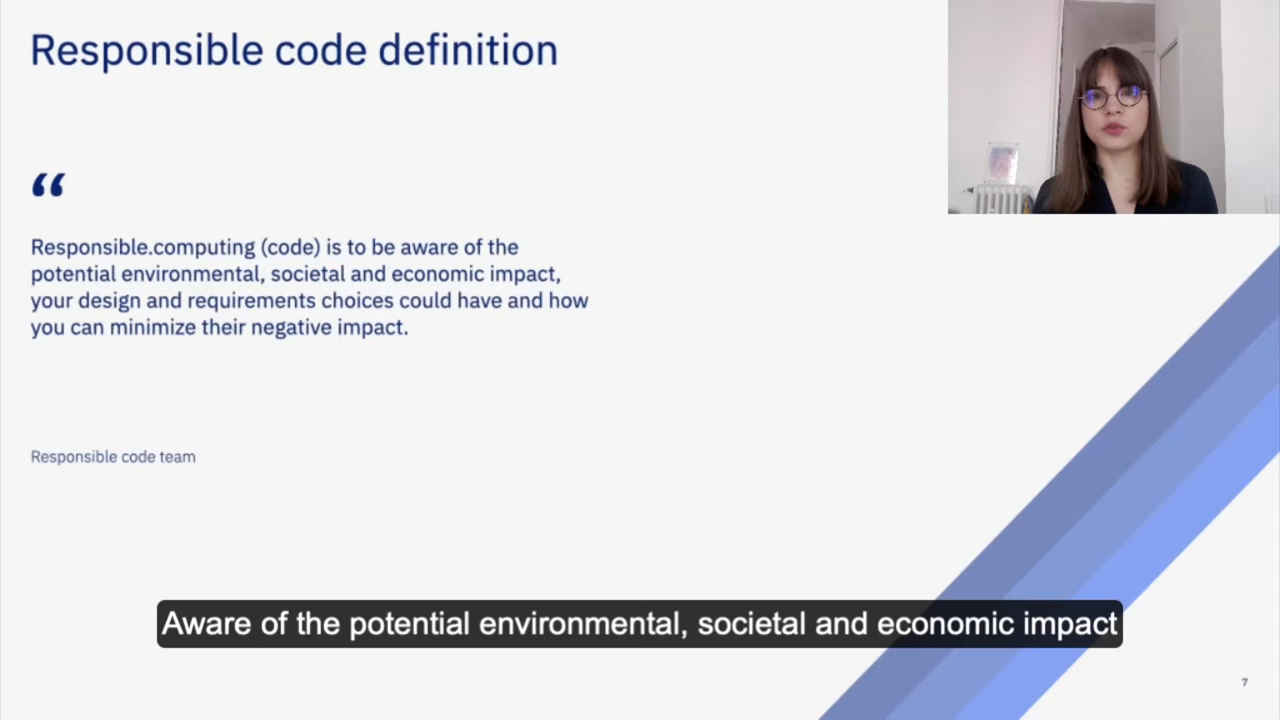 Responsible code definition
“
Responsible.computing (code) is to be aware of the
potential environmental, societal and economic impact,
your design and requirements choices could have and how
you can minimize their negative impact.
Responsible code team
Aware of the potential environmental, societal and economic impact
7